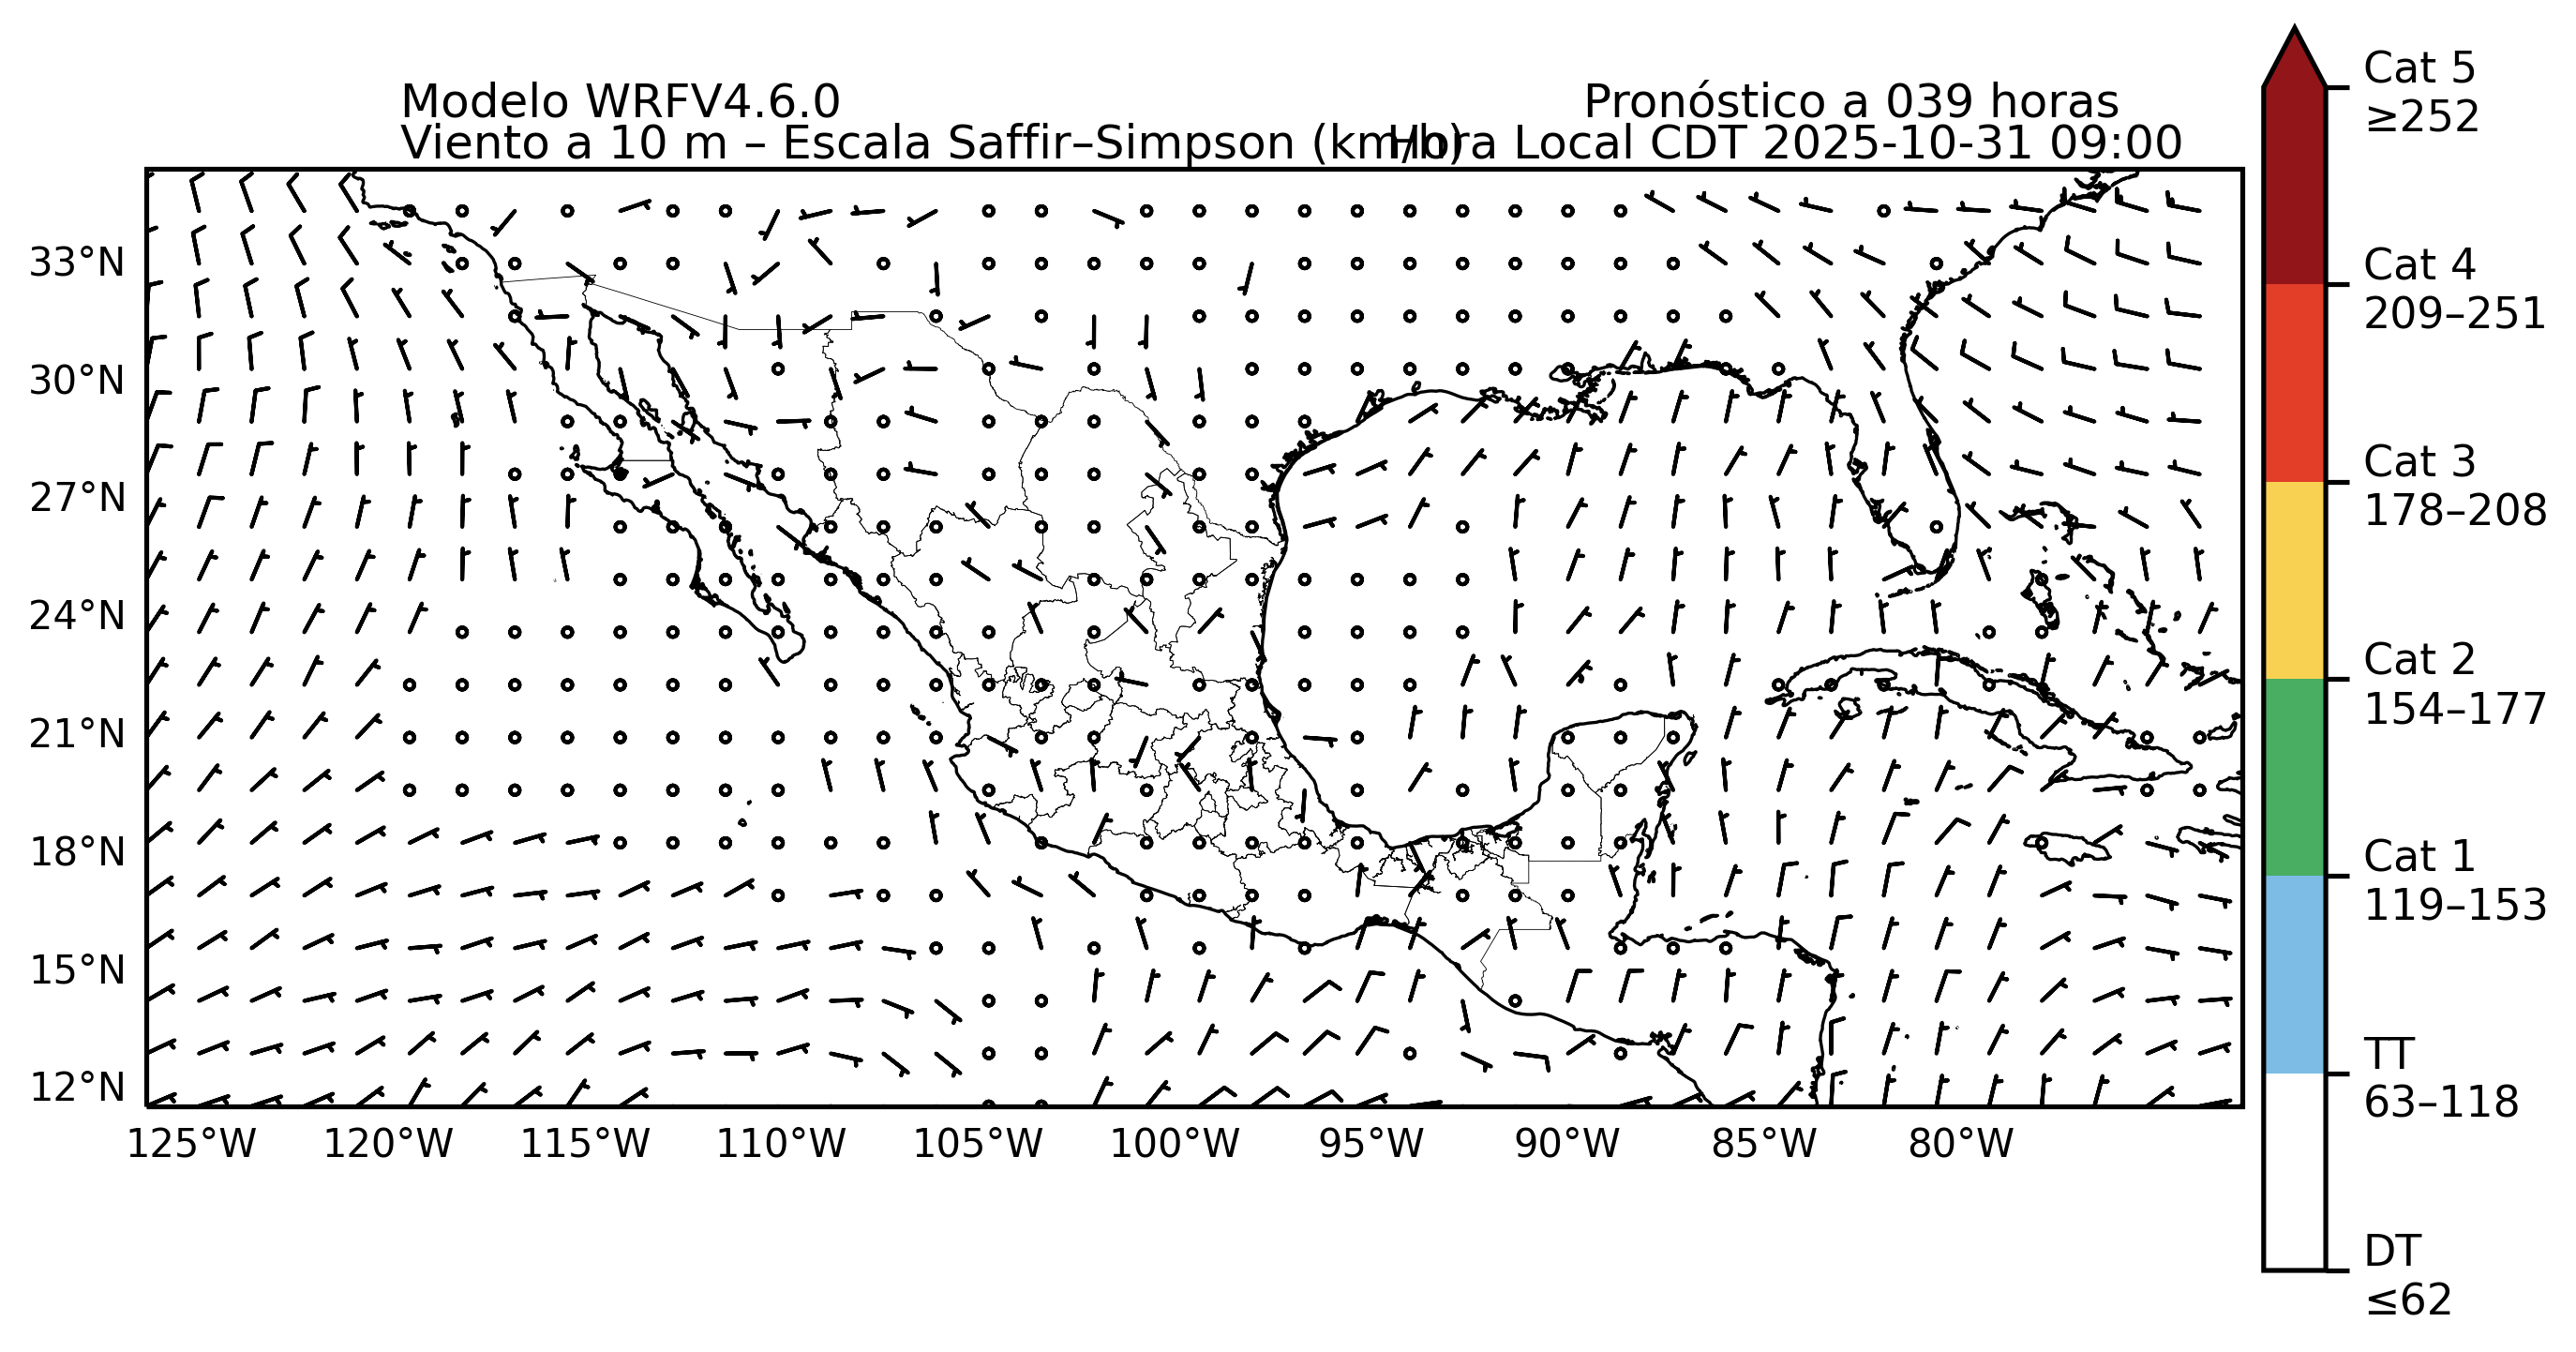 Modelo WRFV4.6.0
Pronóstico a 039 horas
Viento a 10 m – Escala Saffir–Simpson (km/h)
Hora Local CDT 2025-10-31 09:00
33°N
30°N
27°N
24°N
21°N
18°N
15°N
12°N
125°W
120°W
115°W
110°W
105°W
100°W
95°W
90°W
85°W
80°W
Cat 5
≥252
Cat 4
209–251
Cat 3
178–208
Cat 2
154–177
Cat 1
119–153
TT
63–118
DT
≤62